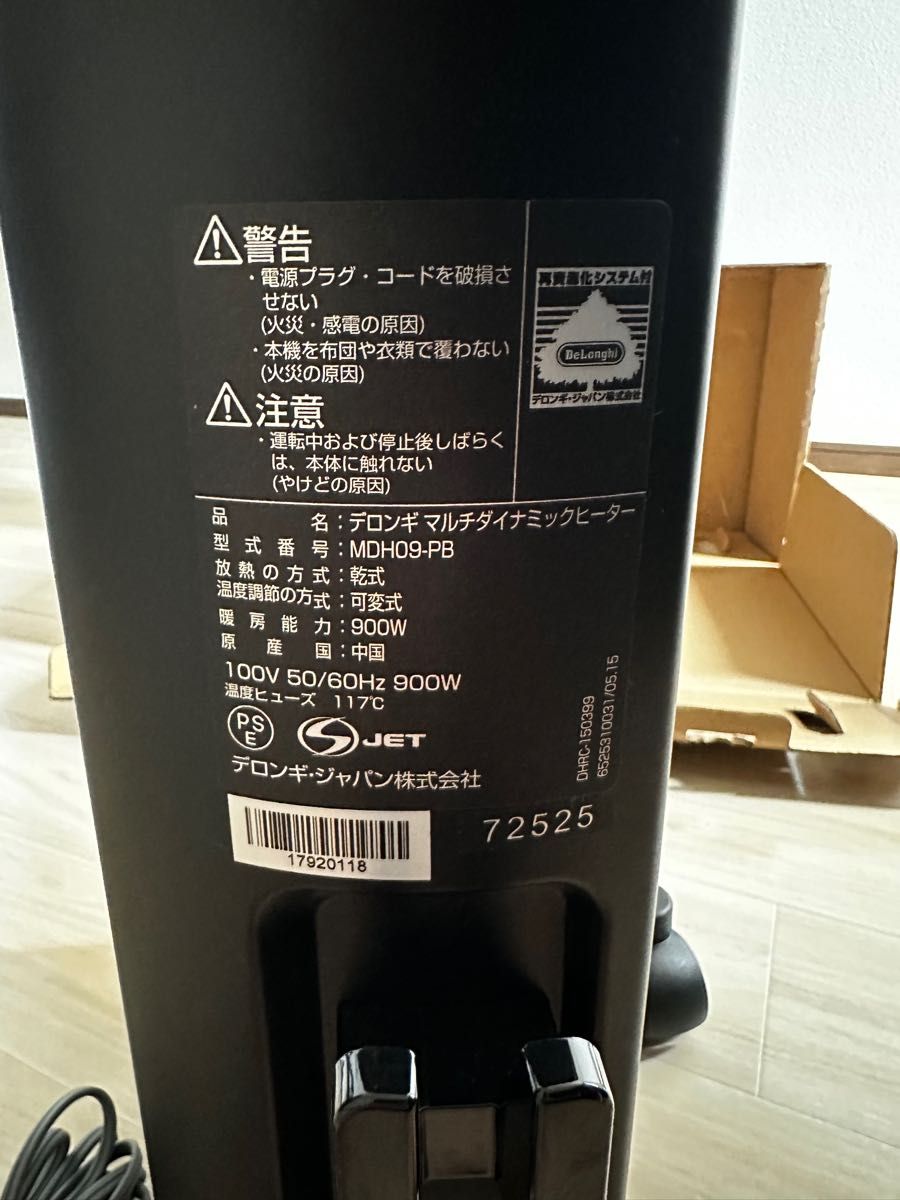 警告
・電源プラグ・コードを破損さ
せない
(火災・感電の原因)
・本機を布団や衣類で覆わない
(火災の原因)
注意
・運転中および停止後しばらく
は、本体に触れない
(やけどの原因)
再資源化システム材
DeLonghi
デロンギ・ジャパン株式会社
品名：デロンギ マルチダイナミックヒーター
型式番号：MDH09-PB
放熱の方式：乾式
温度調節の方式：可変式
暖房能力：900W
原産国：中国
100V 50/60Hz 900W
温度ヒューズ 117℃
PSE
JET
デロンギ・ジャパン株式会社
DHRC-150399
6525310031/05.15
17920118
72525